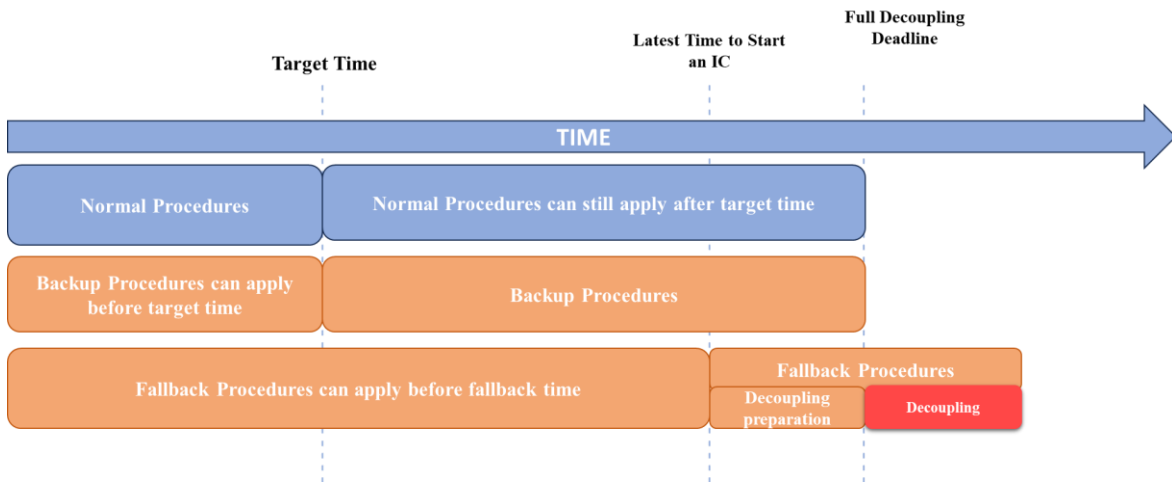 Full Decoupling
Deadline
Latest Time to Start
an IC
Target Time
TIME
Normal Procedures
Normal Procedures can still apply after target time
Backup Procedures can apply
before target time
Backup Procedures
Fallback Procedures can apply before fallback time
Fallback Procedures
Decoupling
preparation
Decoupling